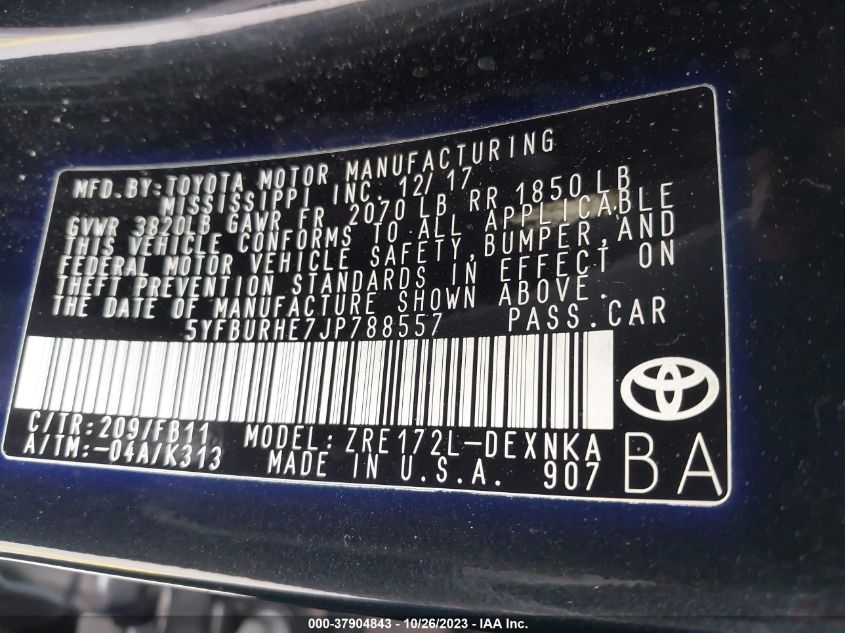 MFD.BY:TOYOTA MOTOR MANUFACTURING
MISSISSIPPI INC. 12/17
GVWR 3820LB GAWR FR 2070 LB RR 1850 LB
THIS VEHICLE CONFORMS TO ALL APPLICABLE
FEDERAL MOTOR VEHICLE SAFETY,BUMPER,AND
THEFT PREVENTION STANDARDS IN EFFECT ON
THE DATE OF MANUFACTURE SHOWN ABOVE.
5YFBURHE7JP788557 PASS.CAR
C/TR:209/FB11 MODEL:ZRE172L-DEXNKA
A/TM:-04A/K313 MADE IN U.S.A. 907
BA
000-37904843 - 10/26/2023 - IAA Inc.